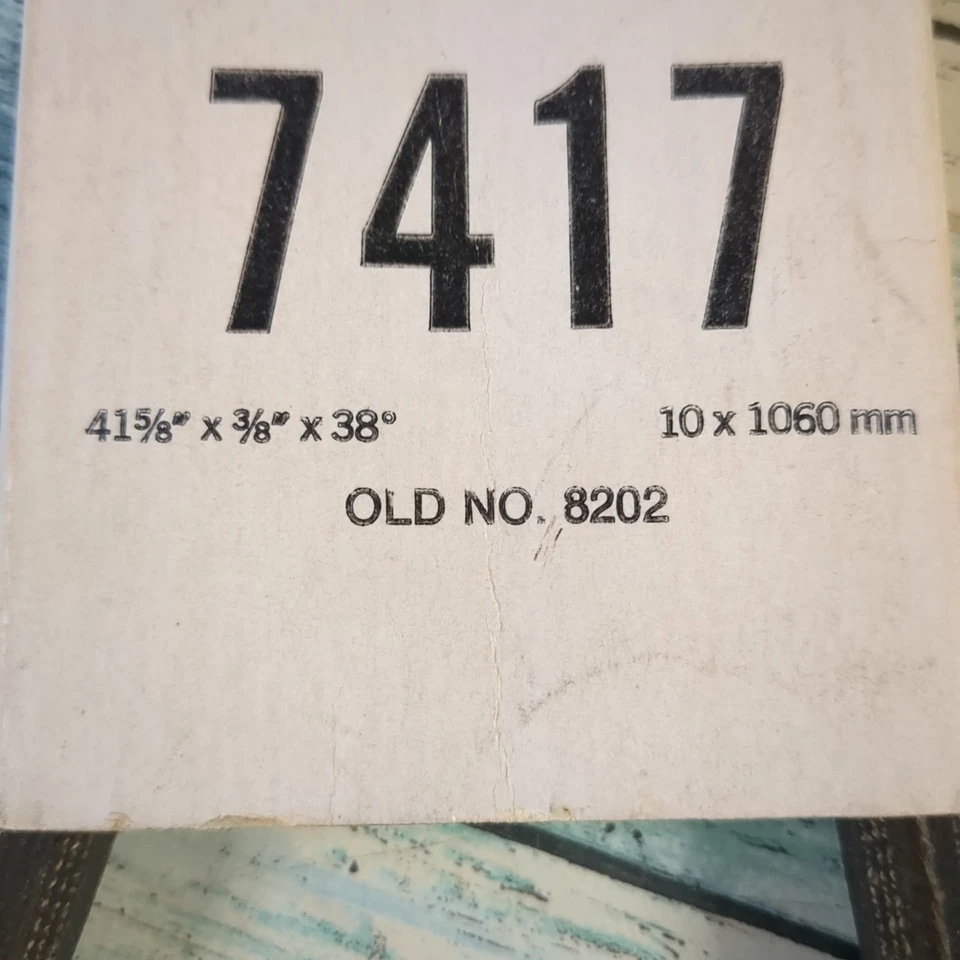 7417
41⅝" x ⅜" x 38° 10 x 1060 mm
OLD NO. 8202